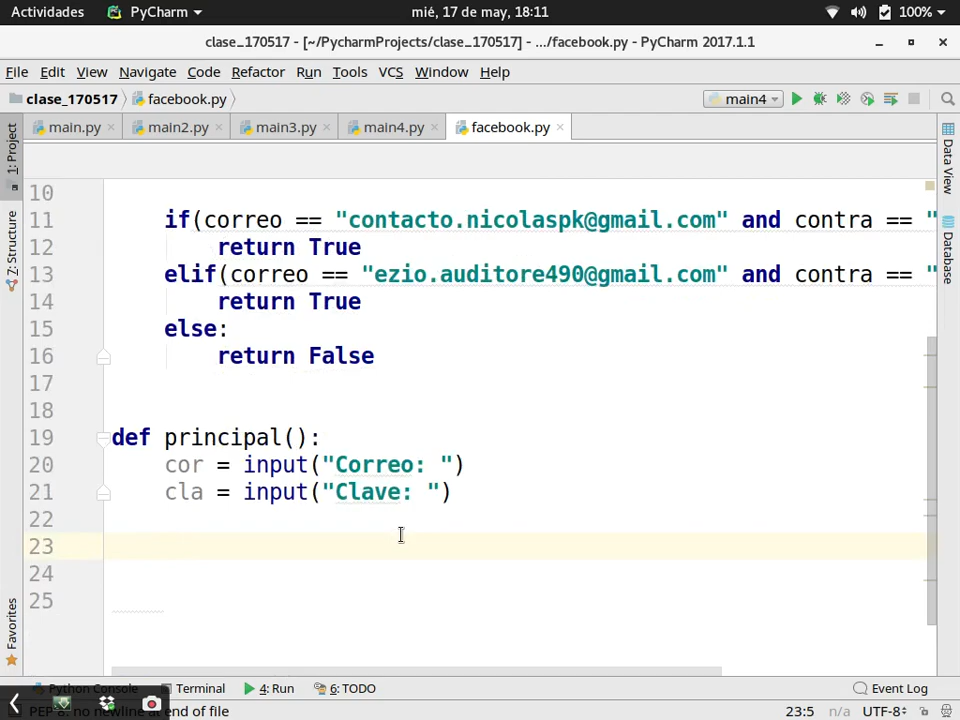 Actividades PyCharm mié, 17 de may, 18:11 100%
clase_170517 - [~/PycharmProjects/clase_170517] - .../facebook.py - PyCharm 2017.1.1
File Edit View Navigate Code Refactor Run Tools VCS Window Help
clase_170517 facebook.py main4
1: Project
7: Structure
Favorites
main.py main2.py main3.py main4.py facebook.py
10
11 if(correo == "contacto.nicolaspk@gmail.com" and contra == "
12 return True
13 elif(correo == "ezio.auditore490@gmail.com" and contra == "
14 return True
15 else:
16 return False
17
18
19 def principal():
20 cor = input("Correo: ")
21 cla = input("Clave: ")
22
23
24
25
Data View
Database
Python Console Terminal 4: Run 6: TODO Event Log
PEP 8: no newline at end of file 23:5 n/a UTF-8